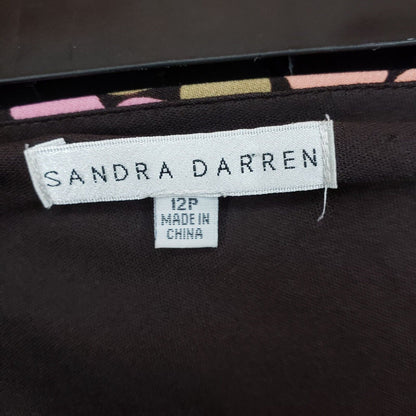 SANDRA DARREN
12P
MADE IN
CHINA